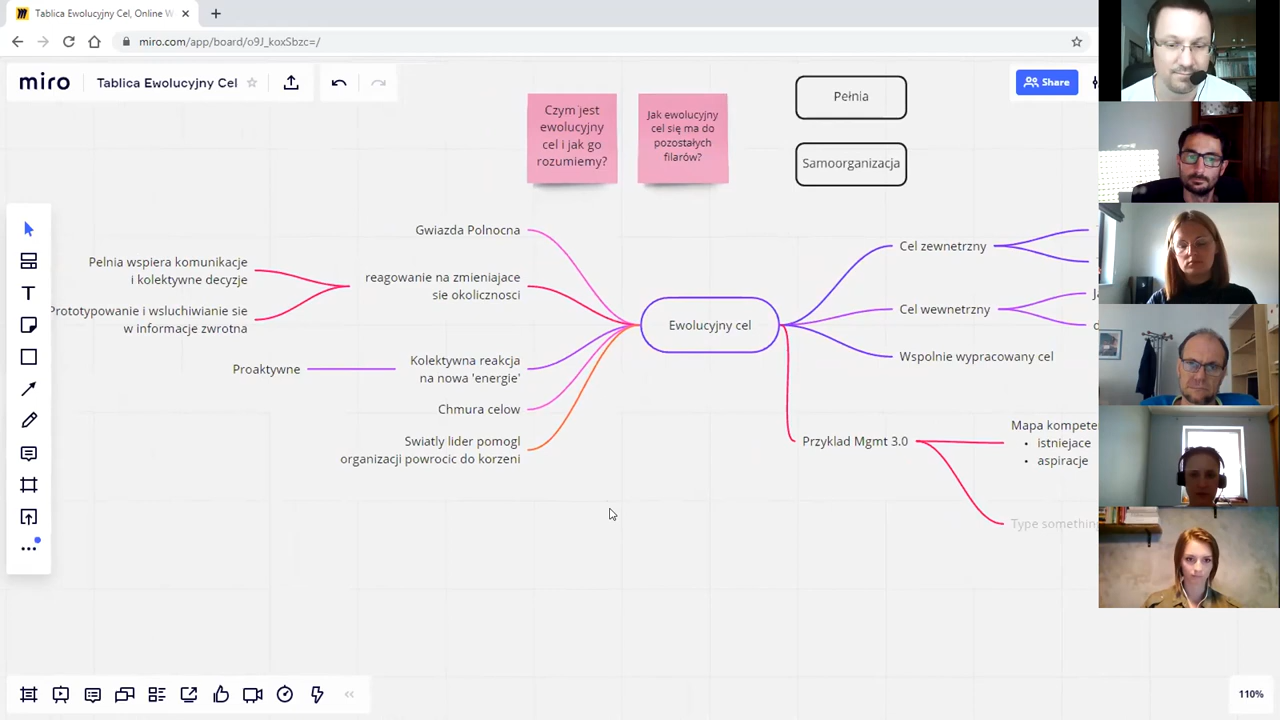 Tablica Ewolucyjny Cel, Online W
miro.com/app/board/o9J_koxSbzc=/
miro
Tablica Ewolucyjny Cel
Share
Czym jest
ewolucyjny
cel i jak go
rozumiemy?
Jak ewolucyjny
cel się ma do
pozostałych
filarów?
Pełnia
Samoorganizacja
Gwiazda Polnocna
Pelnia wspiera komunikacje
i kolektywne decyzje
reagowanie na zmieniajace
sie okolicznosci
Prototypowanie i wsluchiwianie sie
w informacje zwrotna
Proaktywne
Kolektywna reakcja
na nowa 'energie'
Chmura celow
Swiatly lider pomogl
organizacji powrocic do korzeni
Ewolucyjny cel
Cel zewnetrzny
Cel wewnetrzny
Wspolnie wypracowany cel
Przyklad Mgmt 3.0
Mapa kompete
• istniejace
• aspiracje
Type something
110%